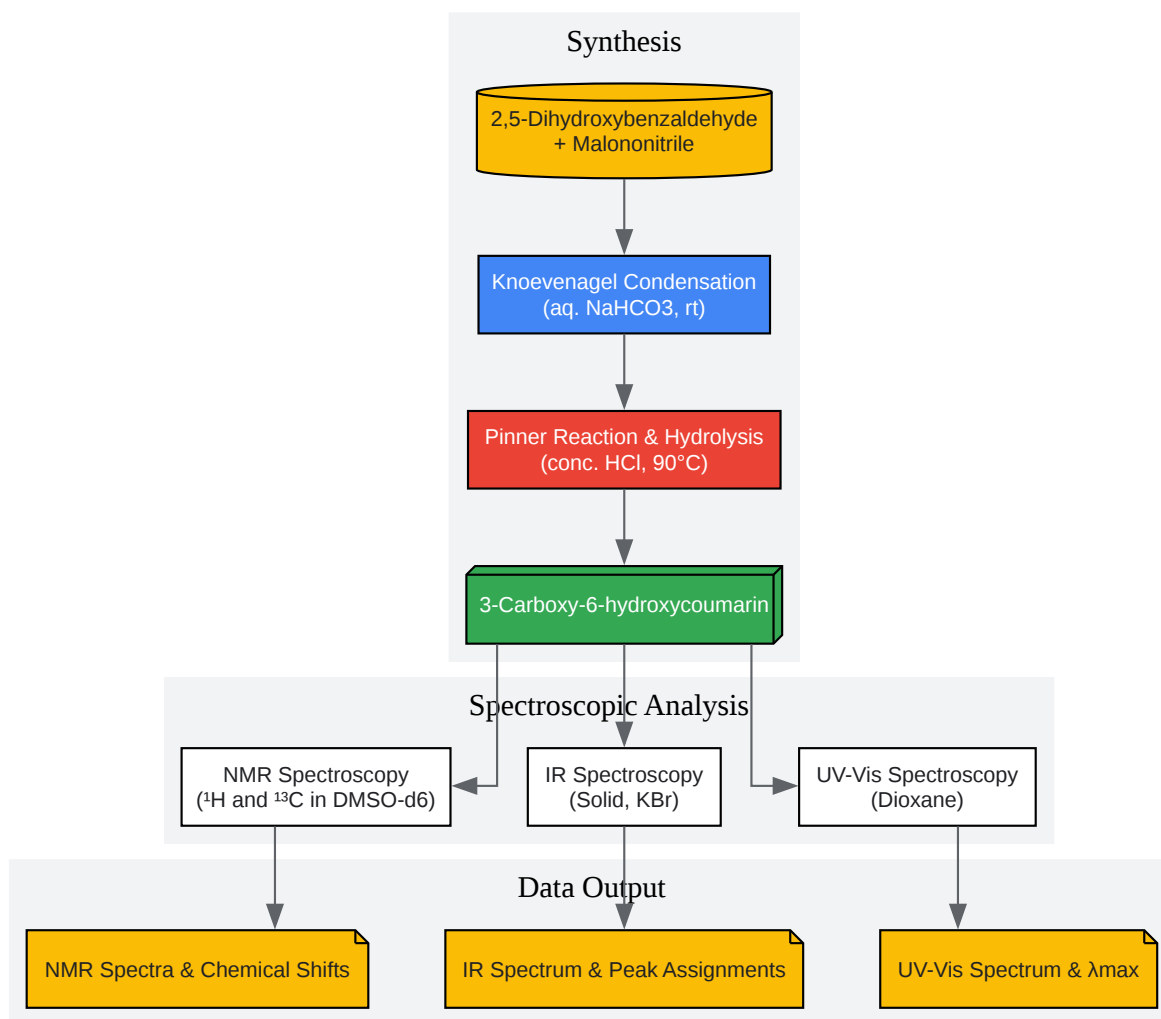 Synthesis
2,5-Dihydroxybenzaldehyde
+ Malononitrile
Knoevenagel Condensation
(aq. NaHCO3, rt)
Pinner Reaction & Hydrolysis
(conc. HCl, 90°C)
3-Carboxy-6-hydroxycoumarin
Spectroscopic Analysis
NMR Spectroscopy
(¹H and ¹³C in DMSO-d6)
IR Spectroscopy
(Solid, KBr)
UV-Vis Spectroscopy
(Dioxane)
Data Output
NMR Spectra & Chemical Shifts
IR Spectrum & Peak Assignments
UV-Vis Spectrum & λmax